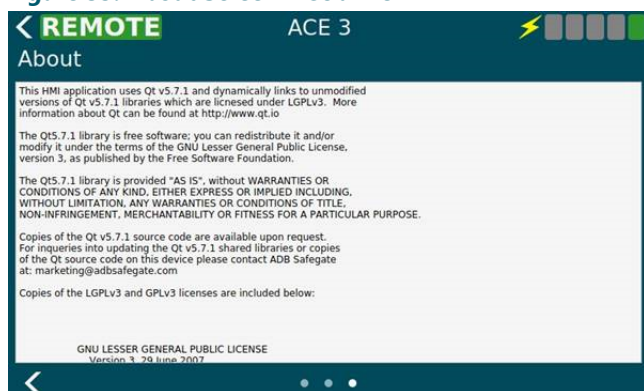 REMOTE
ACE 3
About
This HMI application uses Qt v5.7.1 and dynamically links to unmodified
versions of Qt v5.7.1 libraries which are licnesed under LGPLv3. More
information about Qt can be found at http://www.qt.io
The Qt5.7.1 library is free software; you can redistribute it and/or
modify it under the terms of the GNU Lesser General Public License,
version 3, as published by the Free Software Foundation.
The Qt5.7.1 library is provided "AS IS", without WARRANTIES OR
CONDITIONS OF ANY KIND, EITHER EXPRESS OR IMPLIED INCLUDING,
WITHOUT LIMITATION, ANY WARRANTIES OR CONDITIONS OF TITLE,
NON-INFRINGEMENT, MERCHANTABILITY OR FITNESS FOR A PARTICULAR PURPOSE.
Copies of the Qt v5.7.1 source code are available upon request.
For inqueries into updating the Qt v5.7.1 shared libraries or copies
of the Qt source code on this device please contact ADB Safegate
at: marketing@adbsafegate.com
Copies of the LGPLv3 and GPLv3 licenses are included below:
GNU LESSER GENERAL PUBLIC LICENSE
Version 3, 29 June 2007